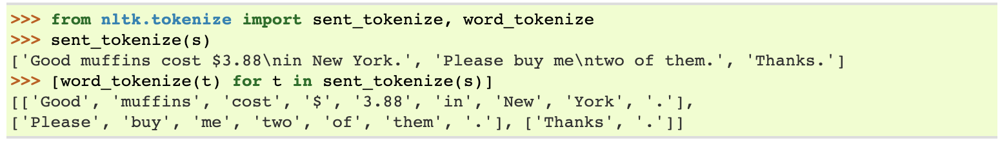 >>> from nltk.tokenize import sent_tokenize, word_tokenize
>>> sent_tokenize(s)
['Good muffins cost $3.88\nin New York.', 'Please buy me\ntwo of them.', 'Thanks.']
>>> [word_tokenize(t) for t in sent_tokenize(s)]
[['Good', 'muffins', 'cost', '$', '3.88', 'in', 'New', 'York', '.'],
['Please', 'buy', 'me', 'two', 'of', 'them', '.'], ['Thanks', '.']]